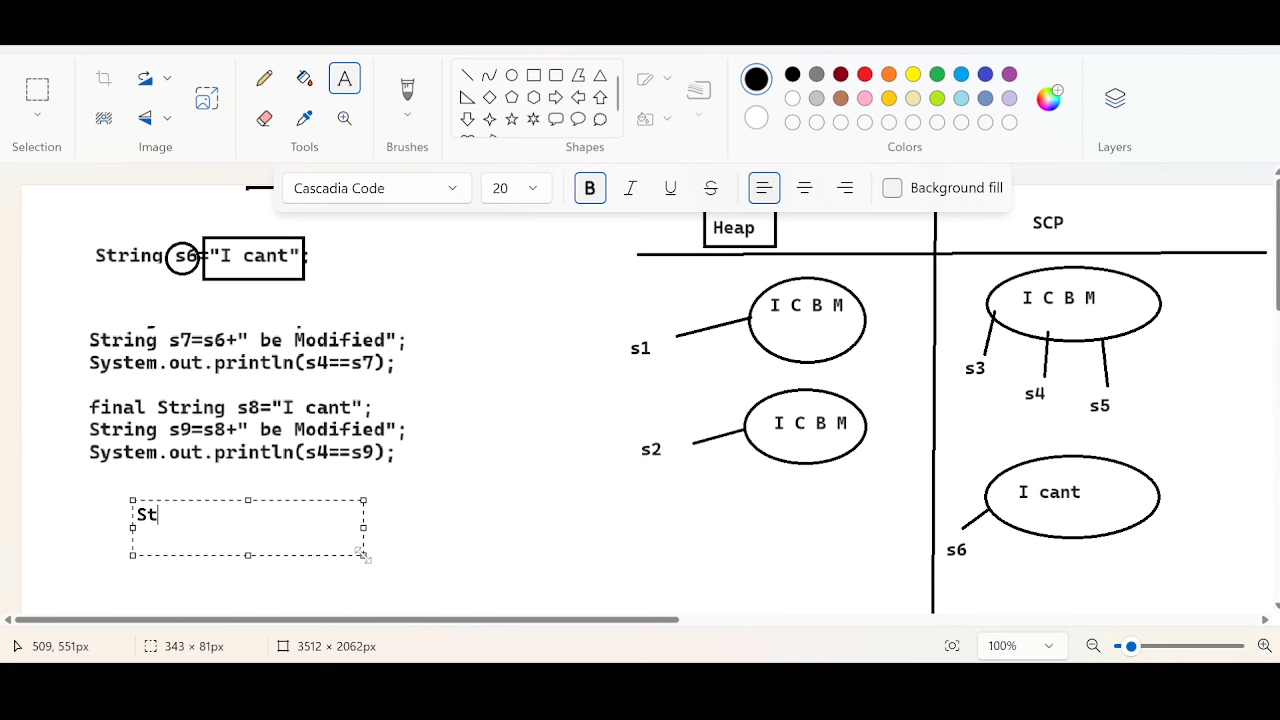 Selection
Image
Tools
Brushes
Shapes
Colors
Layers
A
Cascadia Code
20
B
I
U
S
Background fill
String s6="I cant";
String s7=s6+" be Modified";
System.out.println(s4==s7);
final String s8="I cant";
String s9=s8+" be Modified";
System.out.println(s4==s9);
St
Heap
SCP
I C B M
s1
I C B M
s2
I C B M
s3
s4
s5
I cant
s6
509, 551px
343 × 81px
3512 × 2062px
100%